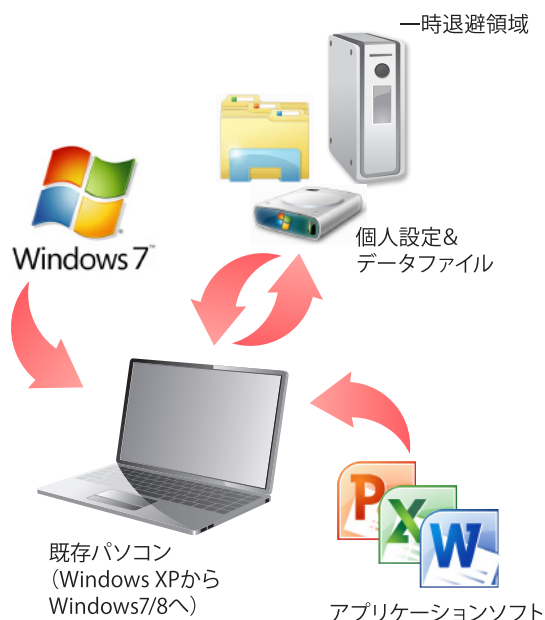 一時退避領域
Windows 7™
個人設定&
データファイル
P
X
W
既存パソコン
（Windows XPから
Windows7/8へ）
アプリケーションソフト